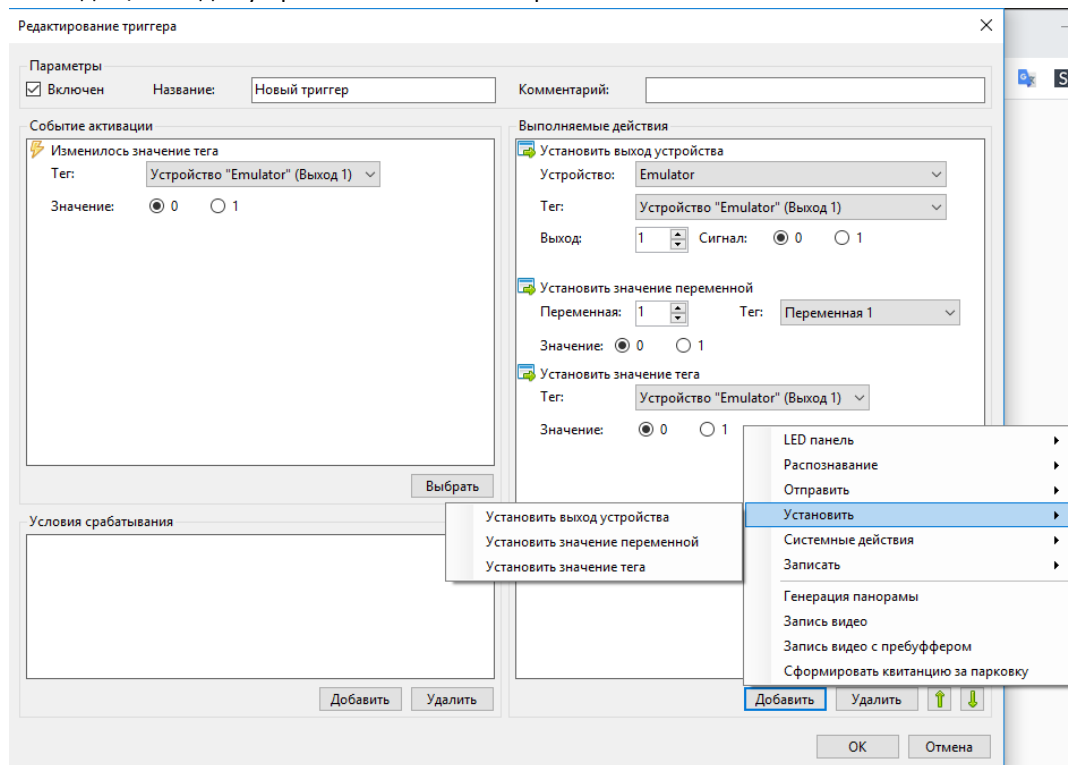 Редактирование триггера
Параметры
Включен Название: Новый триггер Комментарий:
Событие активации
Изменилось значение тега
Тег: Устройство "Emulator" (Выход 1)
Значение: 0 1
Выбрать
Выполняемые действия
Установить выход устройства
Устройство: Emulator
Тег: Устройство "Emulator" (Выход 1)
Выход: 1 Сигнал: 0 1
Установить значение переменной
Переменная: 1 Тег: Переменная 1
Значение: 0 1
Установить значение тега
Тег: Устройство "Emulator" (Выход 1)
Значение: 0 1
LED панель
Распознавание
Отправить
Установить
Системные действия
Записать
Генерация панорамы
Запись видео
Запись видео с пребуффером
Сформировать квитанцию за парковку
Установить выход устройства
Установить значение переменной
Установить значение тега
Условия срабатывания
Добавить Удалить
Добавить Удалить
OK Отмена